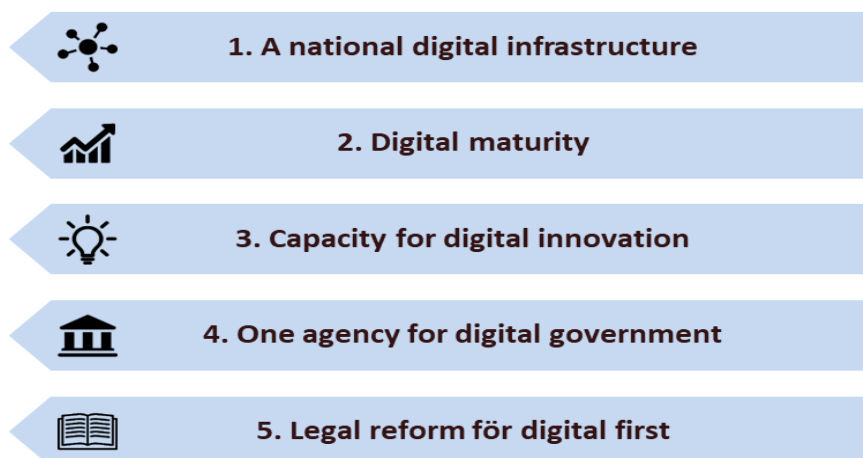 1. A national digital infrastructure
2. Digital maturity
3. Capacity for digital innovation
4. One agency for digital government
5. Legal reform för digital first